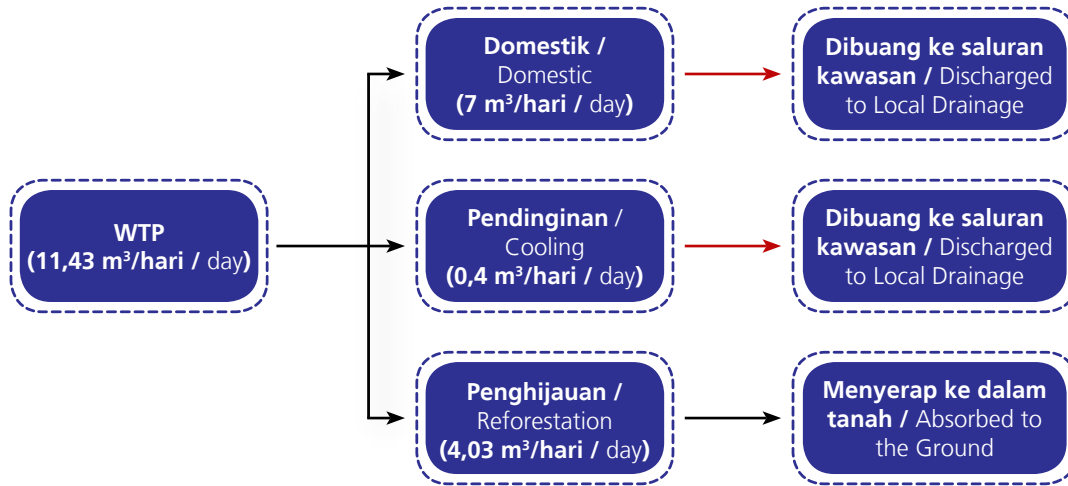 WTP
(11,43 m³/hari / day)
Domestik /
Domestic
(7 m³/hari / day)
Dibuang ke saluran
kawasan / Discharged
to Local Drainage
Pendinginan /
Cooling
(0,4 m³/hari / day)
Dibuang ke saluran
kawasan / Discharged
to Local Drainage
Penghijauan /
Reforestation
(4,03 m³/hari / day)
Menyerap ke dalam
tanah / Absorbed to
the Ground